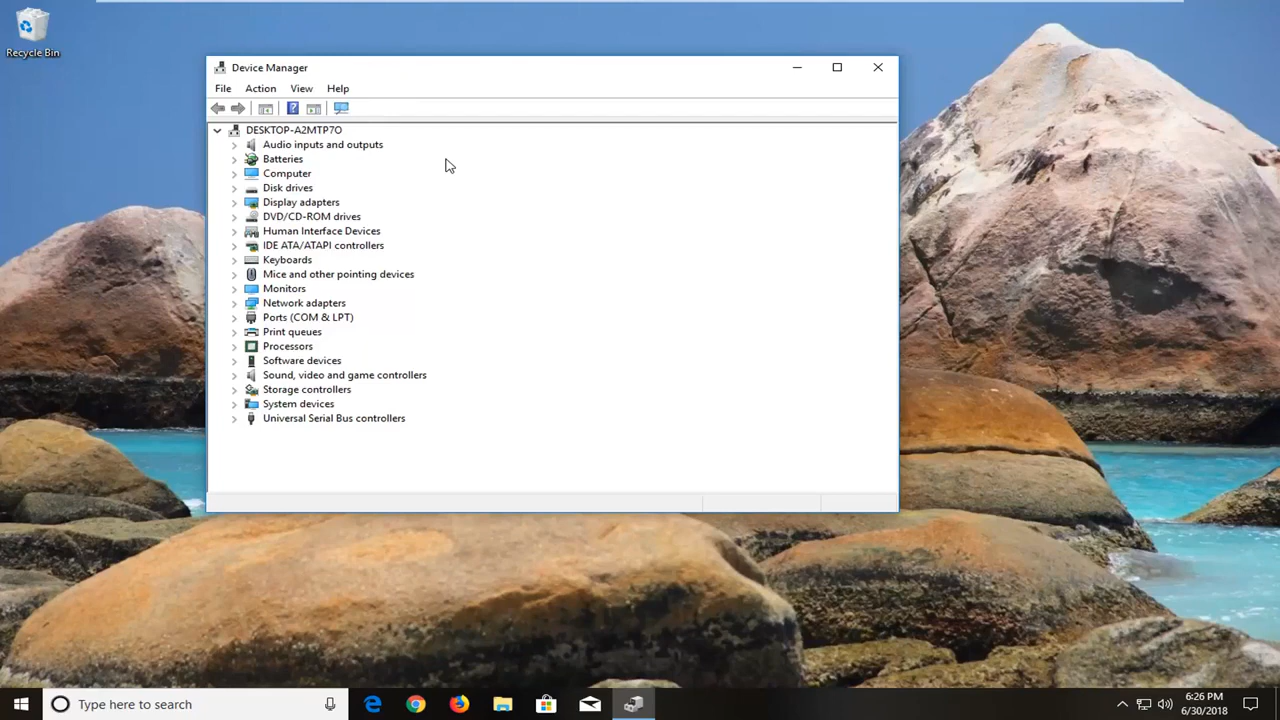 Recycle Bin
Device Manager
File Action View Help
DESKTOP-A2MTP7O
Audio inputs and outputs
Batteries
Computer
Disk drives
Display adapters
DVD/CD-ROM drives
Human Interface Devices
IDE ATA/ATAPI controllers
Keyboards
Mice and other pointing devices
Monitors
Network adapters
Ports (COM & LPT)
Print queues
Processors
Software devices
Sound, video and game controllers
Storage controllers
System devices
Universal Serial Bus controllers
Type here to search
6:26 PM
6/30/2018